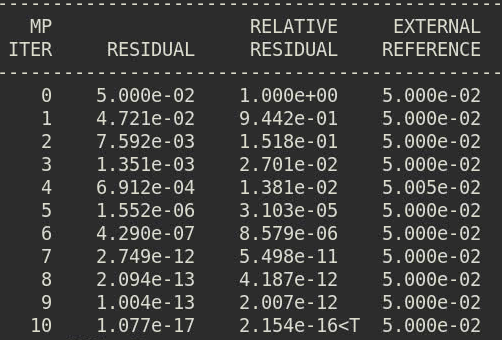 MP RELATIVE EXTERNAL
ITER RESIDUAL RESIDUAL REFERENCE
0 5.000e-02 1.000e+00 5.000e-02
1 4.721e-02 9.442e-01 5.000e-02
2 7.592e-03 1.518e-01 5.000e-02
3 1.351e-03 2.701e-02 5.000e-02
4 6.912e-04 1.381e-02 5.005e-02
5 1.552e-06 3.103e-05 5.000e-02
6 4.290e-07 8.579e-06 5.000e-02
7 2.749e-12 5.498e-11 5.000e-02
8 2.094e-13 4.187e-12 5.000e-02
9 1.004e-13 2.007e-12 5.000e-02
10 1.077e-17 2.154e-16<T 5.000e-02